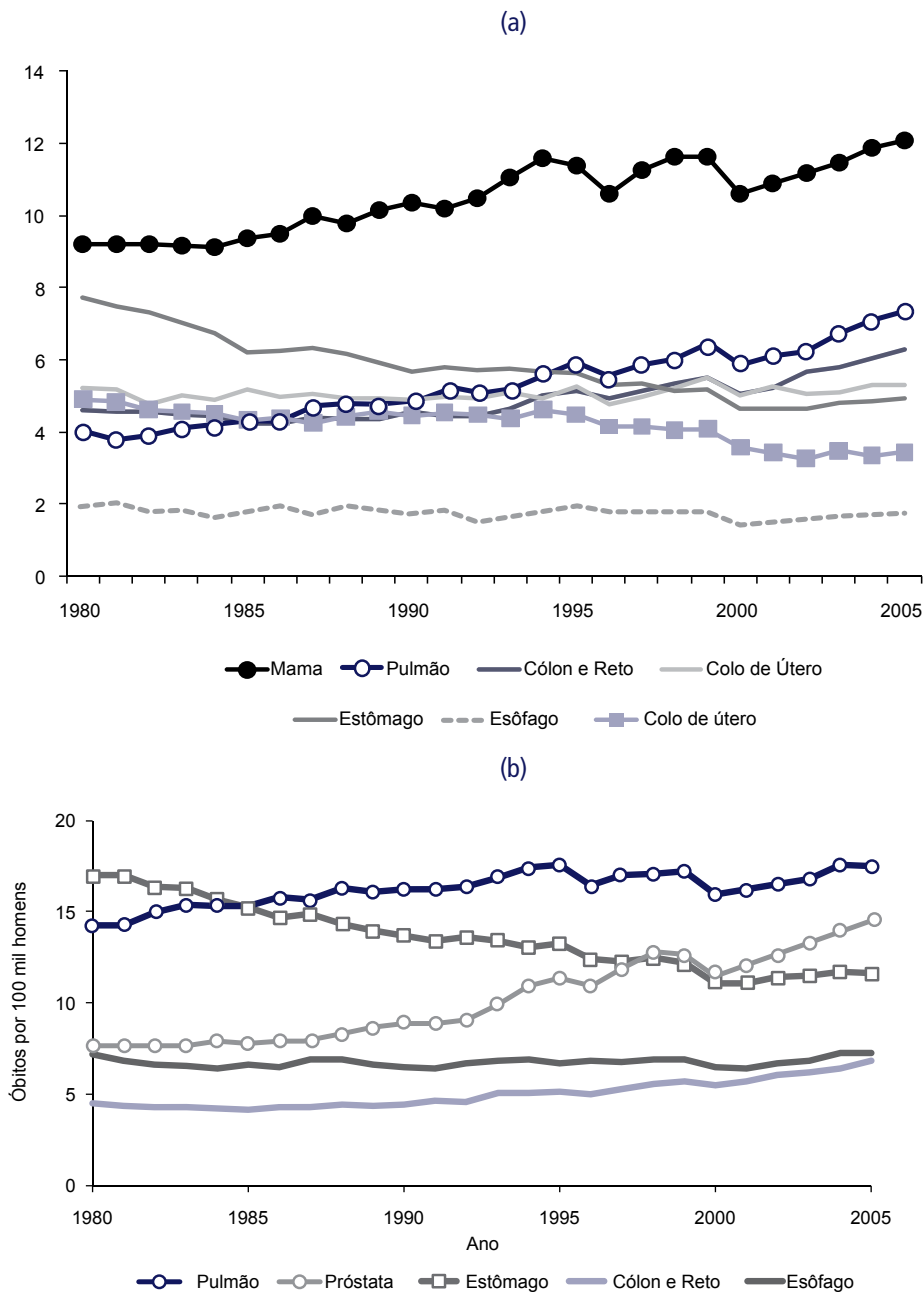 (a)
14
12
10
8
6
4
2
0
1980 1985 1990 1995 2000 2005
Mama Pulmão Cólon e Reto Colo de Útero
Estômago Esôfago Colo de útero
(b)
Óbitos por 100 mil homens
20
15
10
5
0
1980 1985 1990 1995 2000 2005
Ano
Pulmão Próstata Estômago Cólon e Reto Esôfago